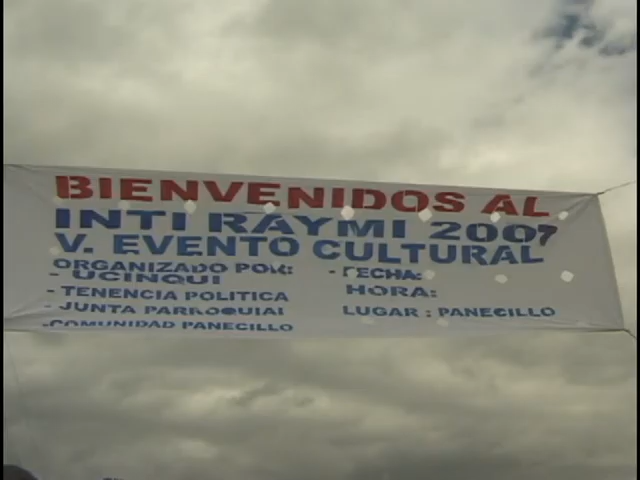 BIENVENIDOS AL
INTI RAYMI 2007
V. EVENTO CULTURAL
ORGANIZADO POR:
- UCINQUI
- TENENCIA POLITICA
- JUNTA PARROQUIAL
- COMUNIDAD PANECILLO
- FECHA:
HORA:
LUGAR : PANECILLO